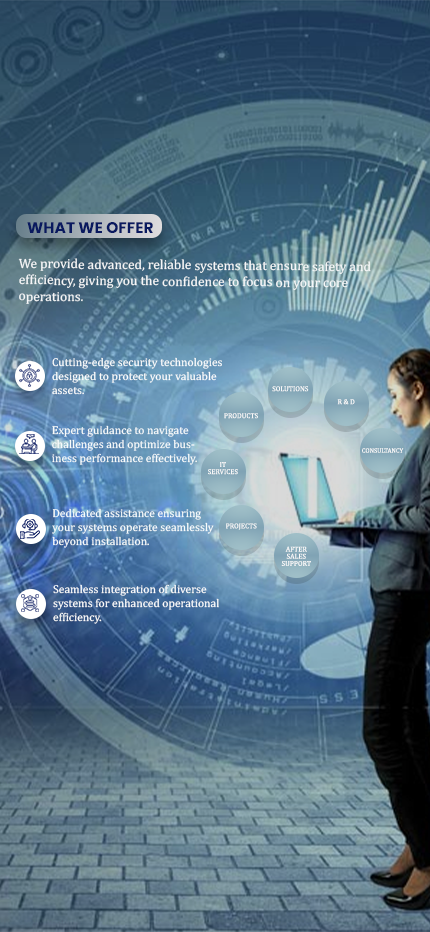 FINANCE
WHAT WE OFFER
We provide advanced, reliable systems that ensure safety and
efficiency, giving you the confidence to focus on your core
operations.
Cutting-edge security technologies
designed to protect your valuable
assets.
Expert guidance to navigate
challenges and optimize bus-
iness performance effectively.
Dedicated assistance ensuring
your systems operate seamlessly
beyond installation.
Seamless integration of diverse
systems for enhanced operational
efficiency.
SOLUTIONS
R & D
PRODUCTS
CONSULTANCY
IT
SERVICES
PROJECTS
AFTER
SALES
SUPPORT